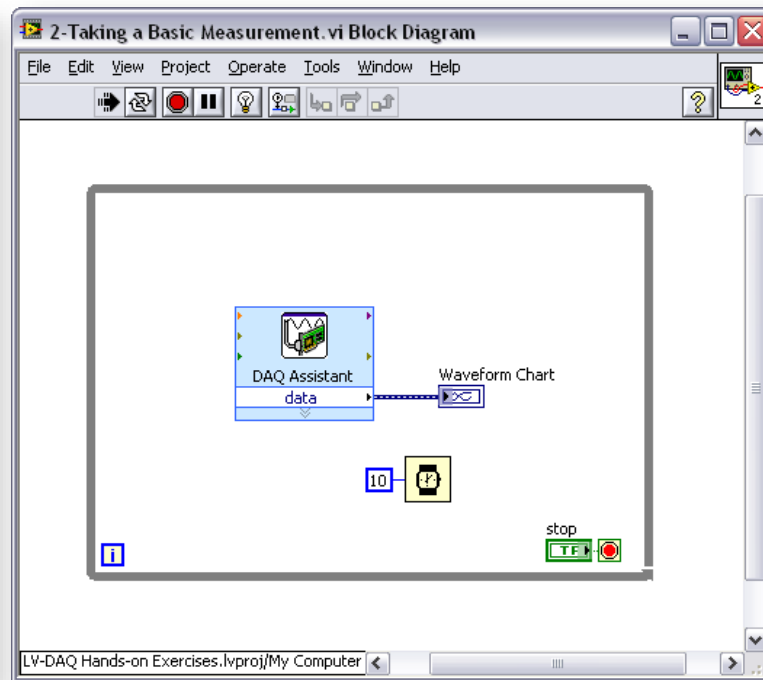 2-Taking a Basic Measurement.vi Block Diagram
File Edit View Project Operate Tools Window Help
? 2
DAQ Assistant
data
Waveform Chart
10
stop
TF
i
LV-DAQ Hands-on Exercises.lvproj/My Computer